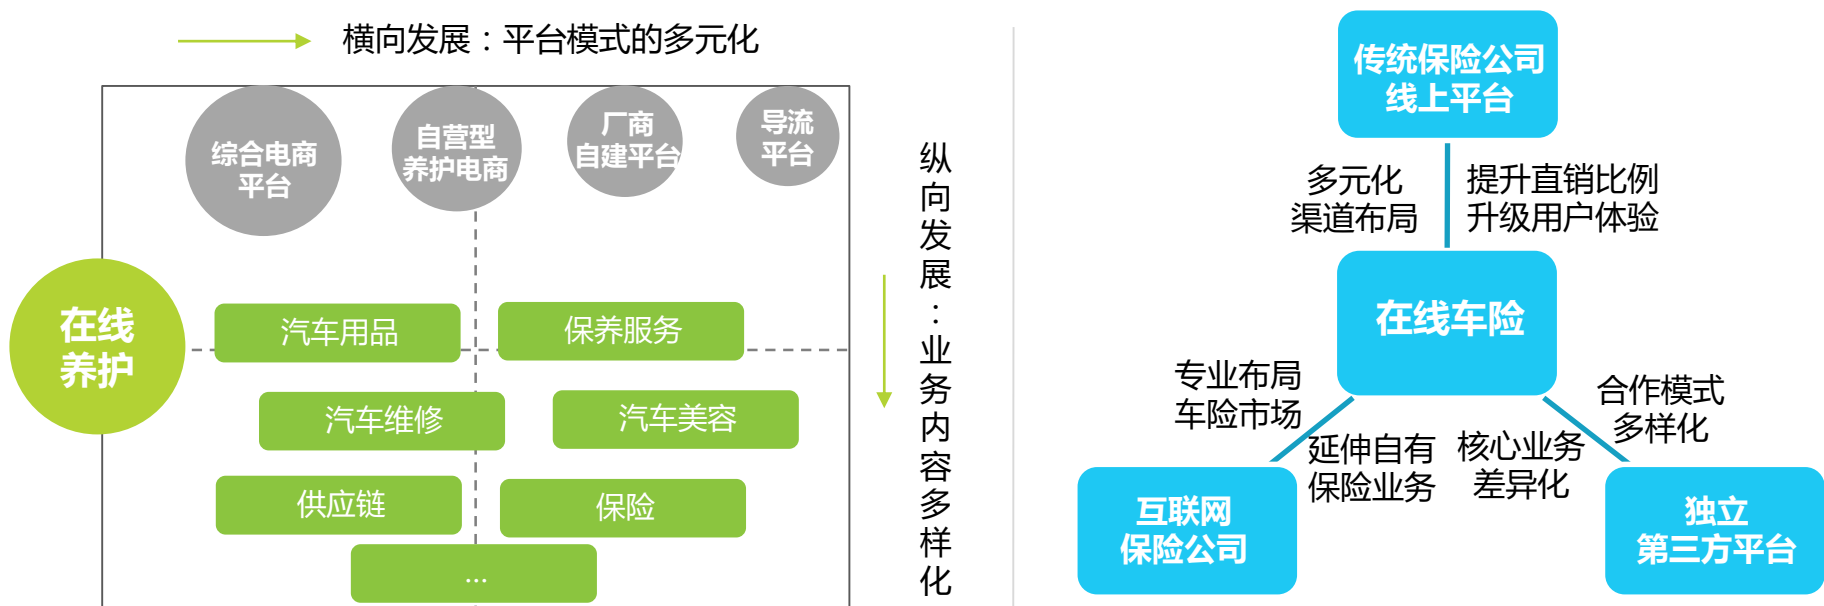 横向发展：平台模式的多元化
综合电商
平台
自营型
养护电商
厂商
自建平台
导流
平台
在线
养护
汽车用品
保养服务
汽车维修
汽车美容
供应链
保险
...
纵向发展：业务内容多样化
传统保险公司
线上平台
多元化
渠道布局
提升直销比例
升级用户体验
在线车险
专业布局
车险市场
延伸自有
保险业务
核心业务
差异化
合作模式
多样化
互联网
保险公司
独立
第三方平台